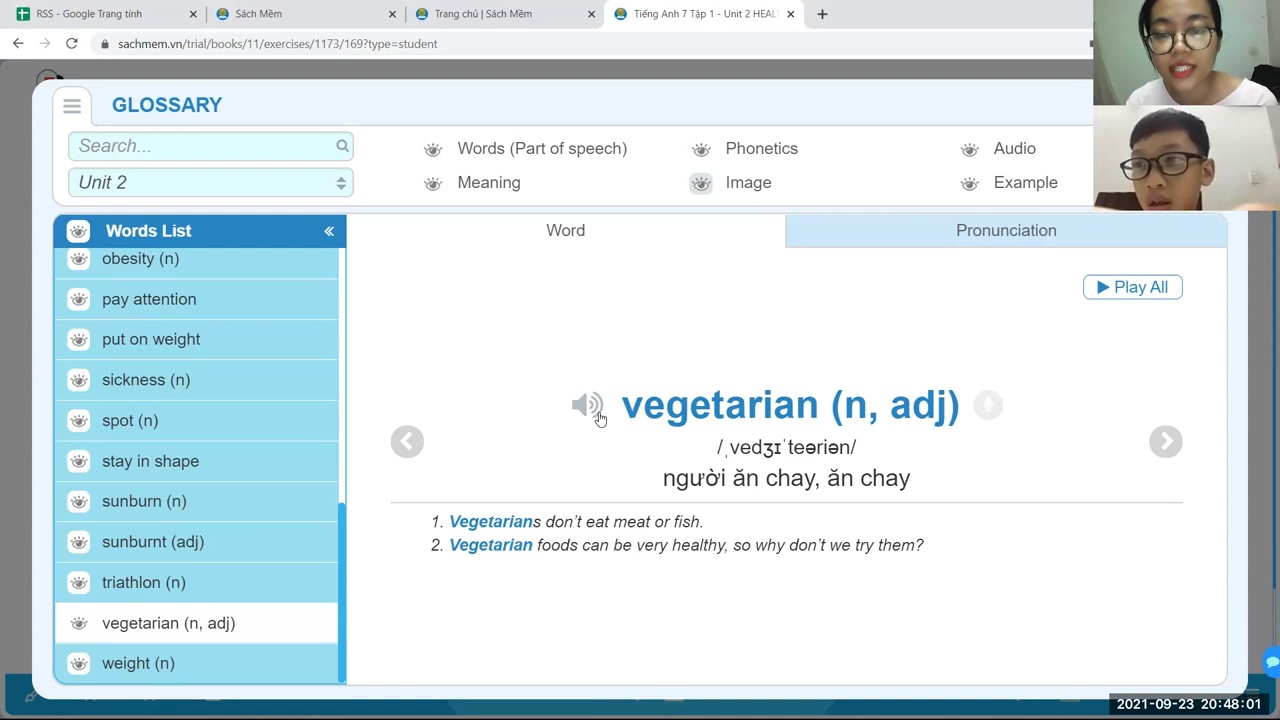 RSS - Google Trang tính
Sách Mềm
Trang chủ | Sách Mềm
Tiếng Anh 7 Tập 1 - Unit 2 HEAL
sachmem.vn/trial/books/11/exercises/1173/169?type=student
GLOSSARY
Search...
Unit 2
Words (Part of speech)
Phonetics
Audio
Meaning
Image
Example
Words List
«
obesity (n)
pay attention
put on weight
sickness (n)
spot (n)
stay in shape
sunburn (n)
sunburnt (adj)
triathlon (n)
vegetarian (n, adj)
weight (n)
Word
Pronunciation
Play All
vegetarian (n, adj)
/ˌvedʒɪˈteəriən/
người ăn chay, ăn chay
1. Vegetarians don't eat meat or fish.
2. Vegetarian foods can be very healthy, so why don't we try them?
2021-09-23 20:48:01